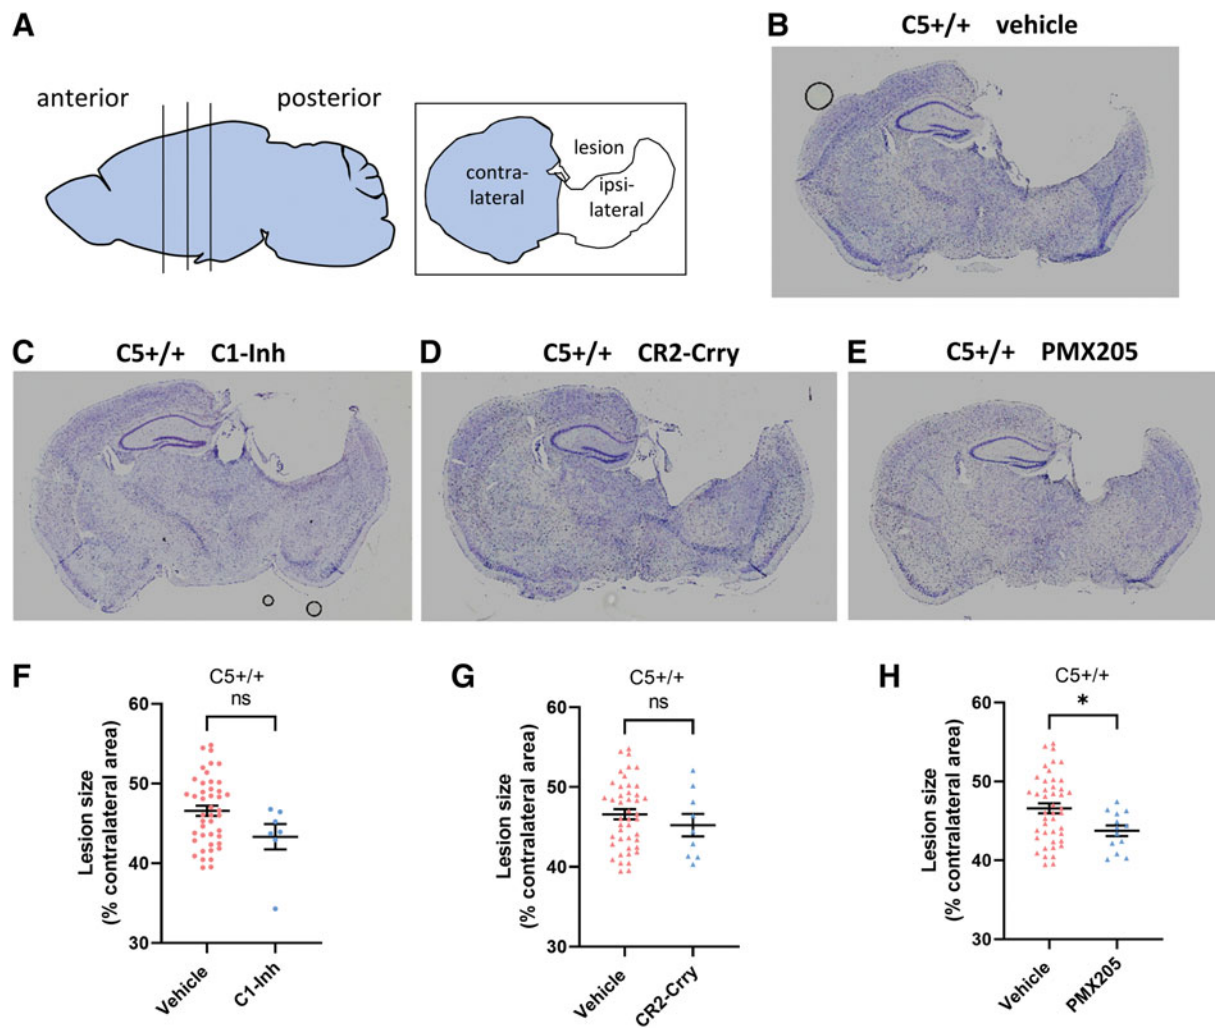 A
anterior
posterior
contra-
lateral
lesion
ipsi-
lateral
B C5+/+ vehicle
C C5+/+ C1-Inh
D C5+/+ CR2-Crry
E C5+/+ PMX205
F
C5+/+
ns
Lesion size
(% contralateral area)
60
50
40
30
Vehicle
C1-Inh
G
C5+/+
ns
Lesion size
(% contralateral area)
60
50
40
30
Vehicle
CR2-Crry
H
C5+/+
*
Lesion size
(% contralateral area)
60
50
40
30
Vehicle
PMX205